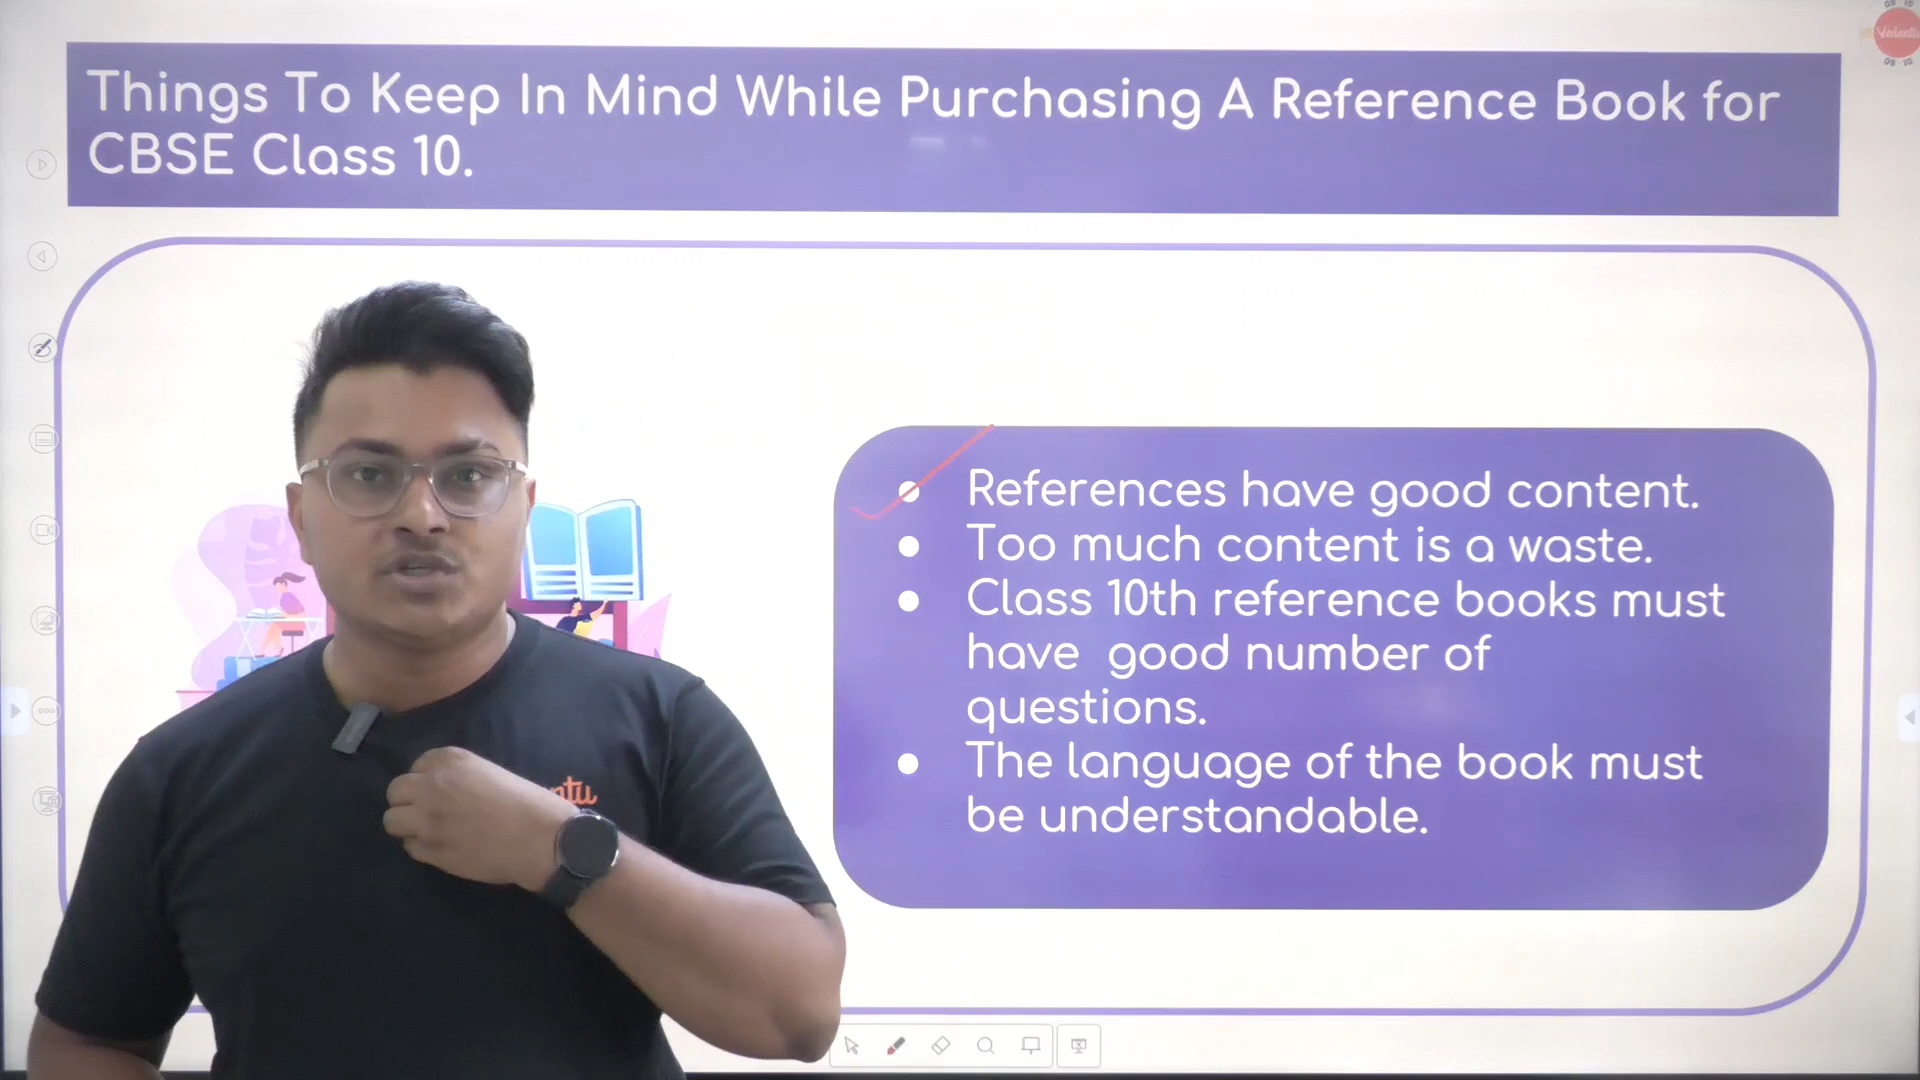 Things To Keep In Mind While Purchasing A Reference Book for
CBSE Class 10.
Vedantu
● References have good content.
● Too much content is a waste.
● Class 10th reference books must
have good number of
questions.
● The language of the book must
be understandable.
ntu